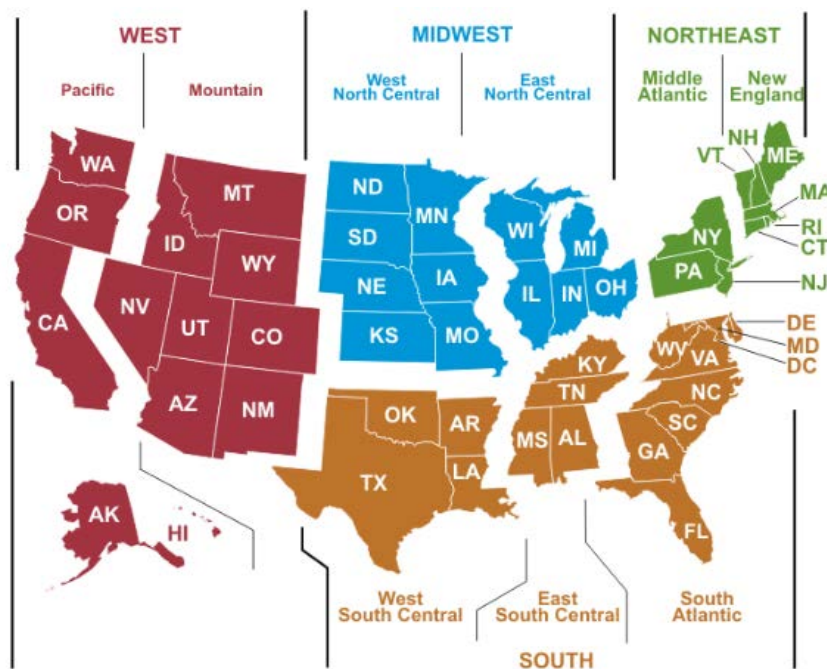 WEST
MIDWEST
NORTHEAST
Pacific
Mountain
West
North Central
East
North Central
Middle
Atlantic
New
England
WA
OR
CA
MT
ID
WY
NV
UT
CO
AZ
NM
AK
HI
ND
SD
NE
KS
MN
IA
MO
WI
MI
IL
IN
OH
VT
NH
ME
MA
RI
CT
NY
PA
NJ
DE
MD
DC
WV
VA
NC
SC
GA
FL
KY
TN
MS
AL
OK
AR
TX
LA
West
South Central
East
South Central
South
Atlantic
SOUTH